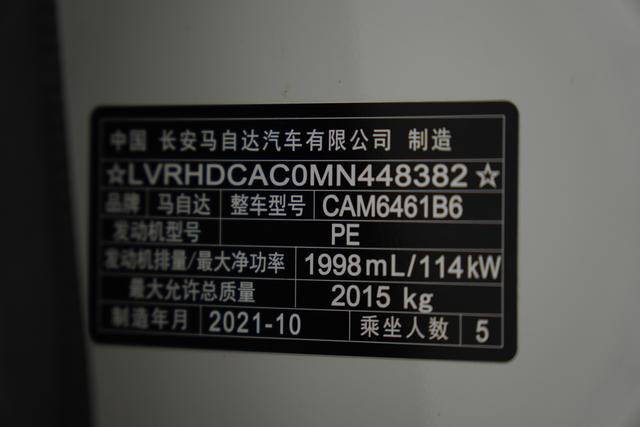 中国 长安马自达汽车有限公司 制造
☆LVRHDCAC0MN448382☆
品牌 马自达 整车型号 CAM6461B6
发动机型号 PE
发动机排量/最大净功率 1998mL/114kW
最大允许总质量 2015 kg
制造年月 2021-10 乘坐人数 5